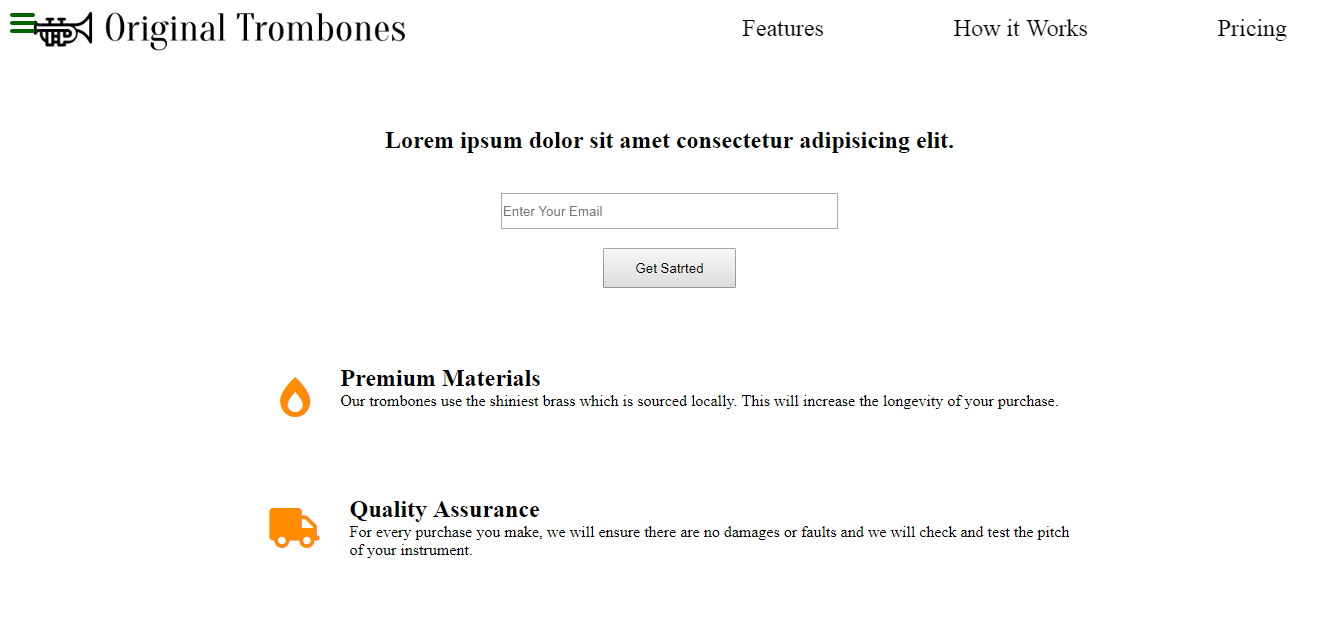 Original Trombones
Features
How it Works
Pricing
Lorem ipsum dolor sit amet consectetur adipisicing elit.
Enter Your Email
Get Satrted
Premium Materials
Our trombones use the shiniest brass which is sourced locally. This will increase the longevity of your purchase.
Quality Assurance
For every purchase you make, we will ensure there are no damages or faults and we will check and test the pitch
of your instrument.